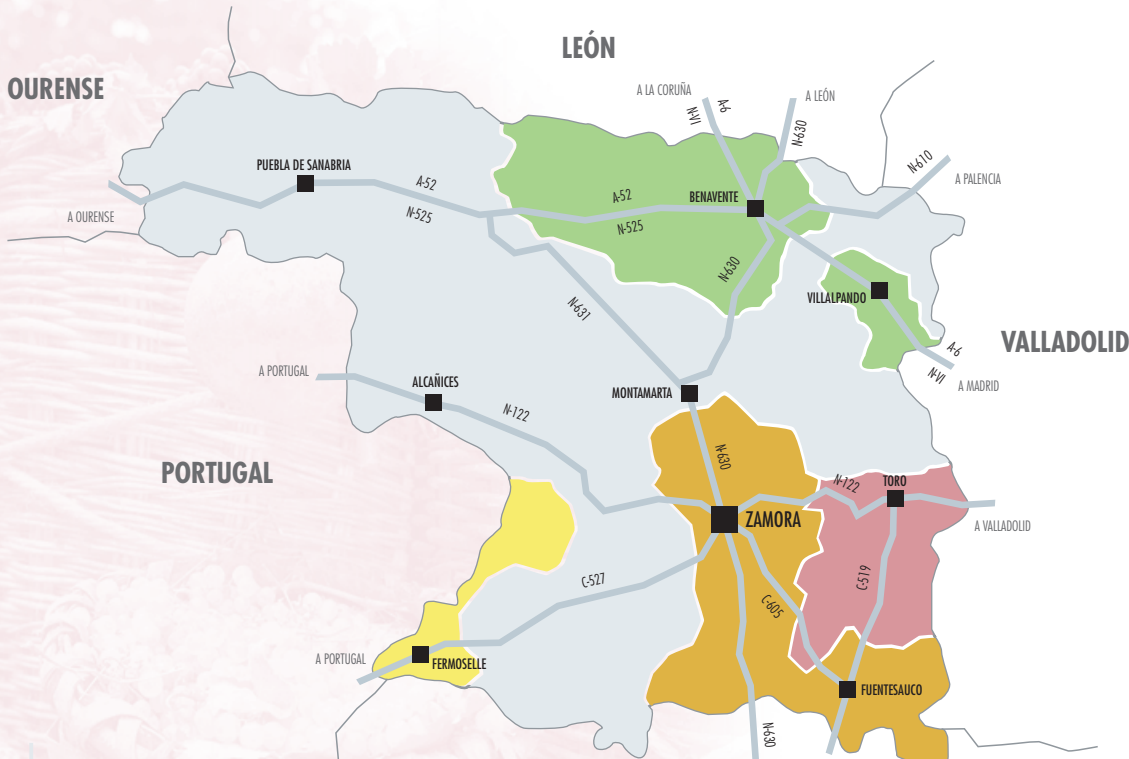 LEÓN
OURENSE
A LA CORUÑA
A-6
N-VI
A LEÓN
N-630
N-610
A PALENCIA
PUEBLA DE SANABRIA
A-52
N-525
A OURENSE
A-52
N-525
BENAVENTE
N-630
VILLALPANDO
N-631
VALLADOLID
A-6
N-VI
A MADRID
A PORTUGAL
ALCAÑICES
N-122
MONTAMARTA
N-630
PORTUGAL
N-122
TORO
ZAMORA
A VALLADOLID
C-527
C-605
C-519
A PORTUGAL
FERMOSELLE
FUENTESAUCO
N-630